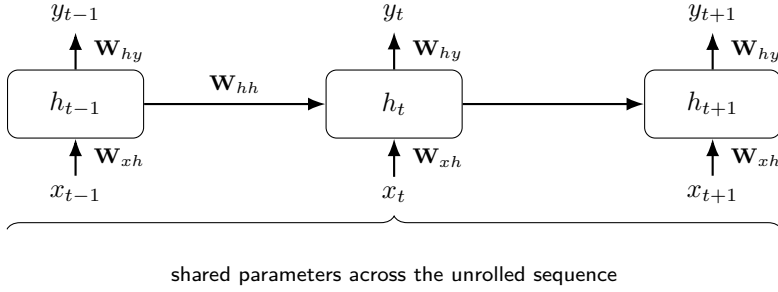 y_{t−1} y_t y_{t+1}
W_{hy} W_{hy} W_{hy}
W_{hh}
h_{t−1} h_t h_{t+1}
W_{xh} W_{xh} W_{xh}
x_{t−1} x_t x_{t+1}
shared parameters across the unrolled sequence